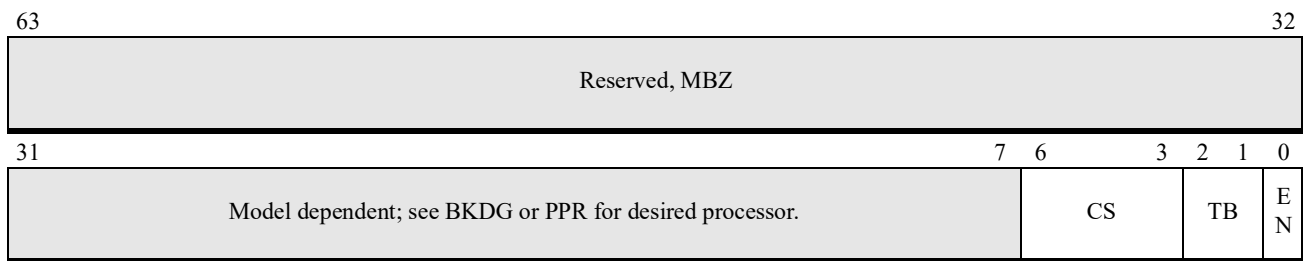 63 32
Reserved, MBZ
31 7 6 3 2 1 0
Model dependent; see BKDG or PPR for desired processor. CS TB E
N